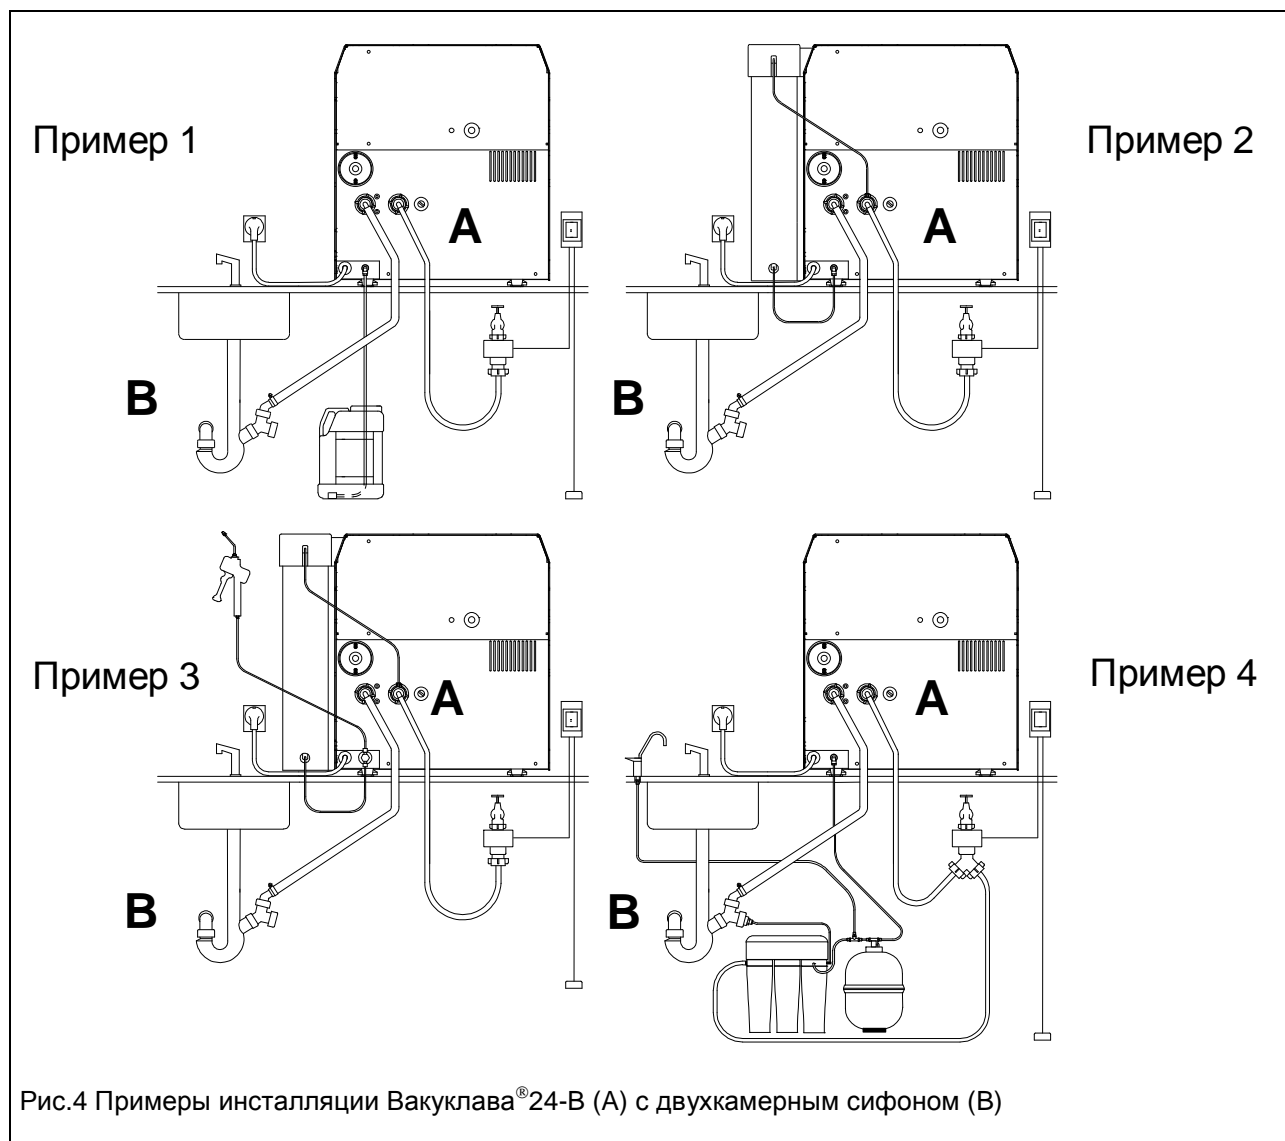 Пример 1
Пример 2
A
A
B
B
Пример 3
Пример 4
A
A
B
B
Рис.4 Примеры инсталляции Вакуклава®24-В (А) с двухкамерным сифоном (В)